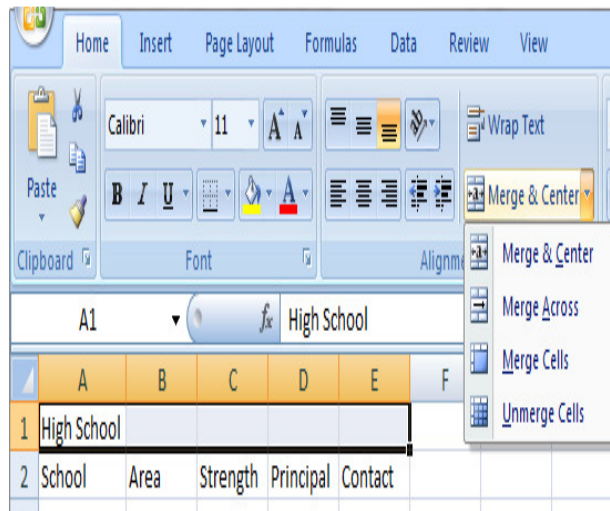 Home Insert Page Layout Formulas Data Review View
Calibri 11 A A Wrap Text
Paste B I U A Merge & Center
Clipboard Font Alignme
Merge & Center
Merge Across
Merge Cells
Unmerge Cells
A1 fx High School
A B C D E F
1 High School
2 School Area Strength Principal Contact